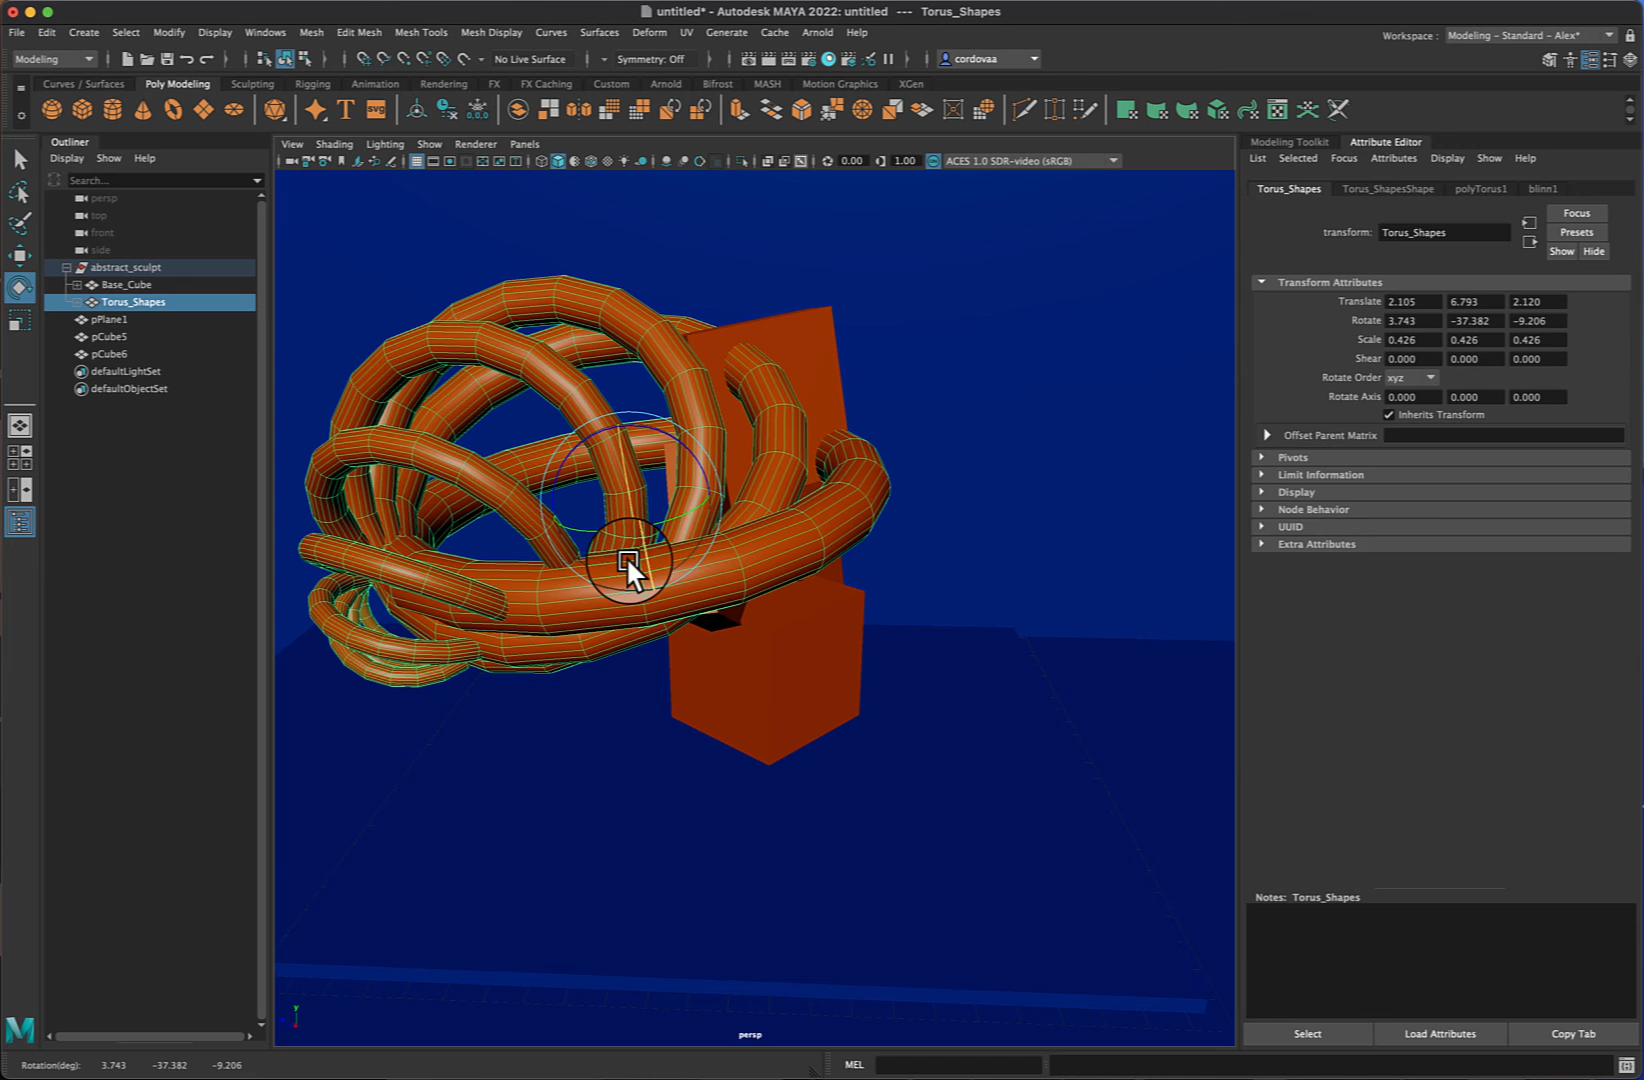 untitled* - Autodesk MAYA 2022: untitled --- Torus_Shapes
File Edit Create Select Modify Display Windows Mesh Edit Mesh Mesh Tools Mesh Display Curves Surfaces Deform UV Generate Cache Arnold Help
Workspace : Modeling - Standard - Alex*
Modeling No Live Surface Symmetry: Off cordovaa
Curves / Surfaces Poly Modeling Sculpting Rigging Animation Rendering FX FX Caching Custom Arnold Bifrost MASH Motion Graphics XGen
T SVG 0,0,0
Outliner
Display Show Help
Search...
persp
top
front
side
abstract_sculpt
Base_Cube
Torus_Shapes
pPlane1
pCube5
pCube6
defaultLightSet
defaultObjectSet
View Shading Lighting Show Renderer Panels
0.00 1.00 ACES 1.0 SDR-video (sRGB)
y
persp
Modeling Toolkit Attribute Editor
List Selected Focus Attributes Display Show Help
Torus_Shapes Torus_ShapesShape polyTorus1 blinn1
transform: Torus_Shapes
Focus
Presets
Show Hide
Transform Attributes
Translate 2.105 6.793 2.120
Rotate 3.743 -37.382 -9.206
Scale 0.426 0.426 0.426
Shear 0.000 0.000 0.000
Rotate Order xyz
Rotate Axis 0.000 0.000 0.000
Inherits Transform
Offset Parent Matrix
Pivots
Limit Information
Display
Node Behavior
UUID
Extra Attributes
Notes: Torus_Shapes
Select Load Attributes Copy Tab
M
Rotation(deg): 3.743 -37.382 -9.206
MEL